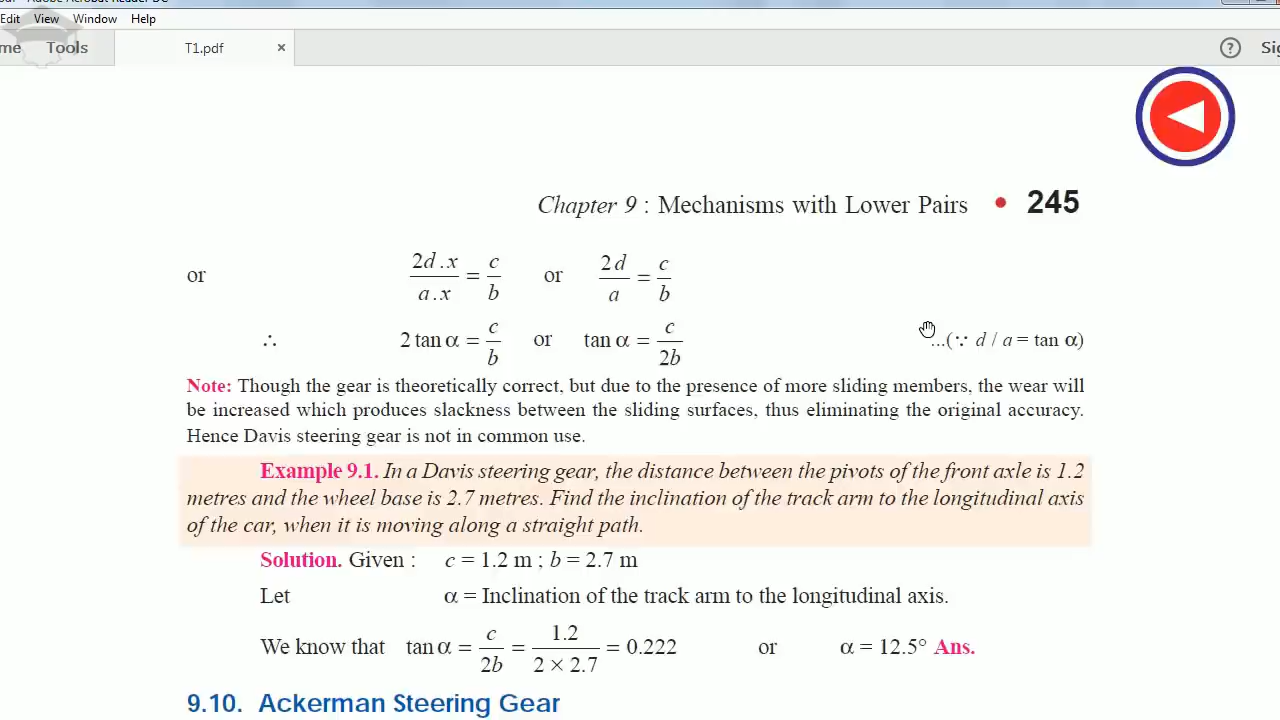 Edit View Window Help
Tools T1.pdf × ?
Chapter 9 : Mechanisms with Lower Pairs • 245
or 2d.x / a.x = c / b or 2d / a = c / b
∴ 2 tan α = c / b or tan α = c / 2b ...(∵ d / a = tan α)
Note: Though the gear is theoretically correct, but due to the presence of more sliding members, the wear will
be increased which produces slackness between the sliding surfaces, thus eliminating the original accuracy.
Hence Davis steering gear is not in common use.
Example 9.1. In a Davis steering gear, the distance between the pivots of the front axle is 1.2
metres and the wheel base is 2.7 metres. Find the inclination of the track arm to the longitudinal axis
of the car, when it is moving along a straight path.
Solution. Given : c = 1.2 m ; b = 2.7 m
Let α = Inclination of the track arm to the longitudinal axis.
We know that tan α = c / 2b = 1.2 / 2 × 2.7 = 0.222 or α = 12.5° Ans.
9.10. Ackerman Steering Gear